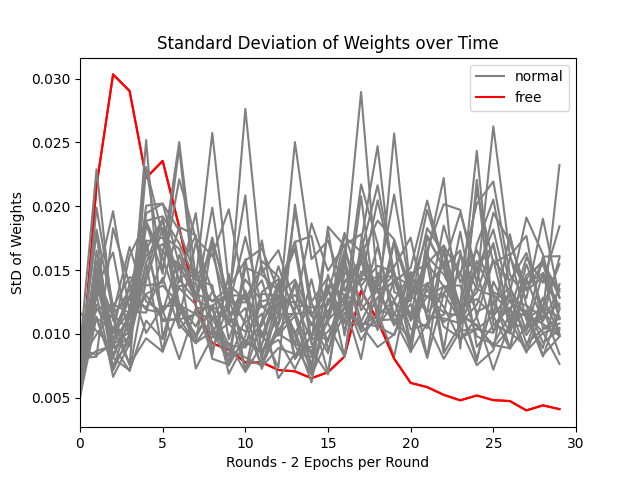 Standard Deviation of Weights over Time
StD of Weights
0.030
0.025
0.020
0.015
0.010
0.005
normal
free
0 5 10 15 20 25 30
Rounds - 2 Epochs per Round